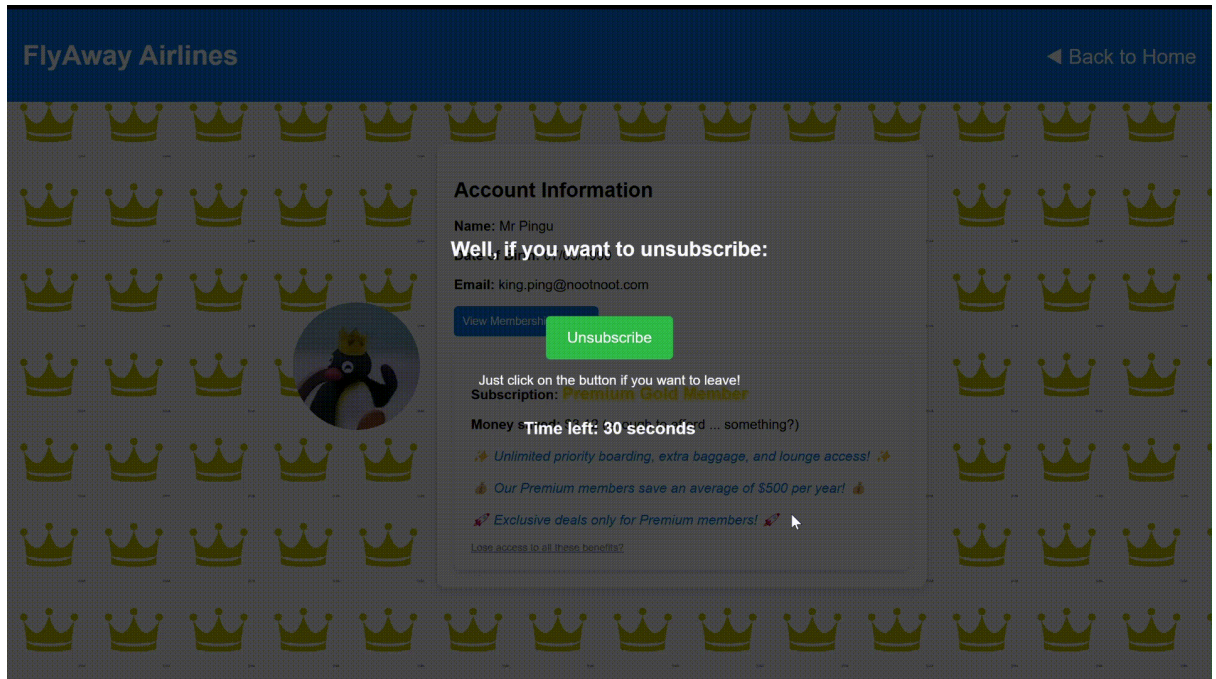 FlyAway Airlines
◀ Back to Home
Account Information
Name: Mr Pingu
Well, if you want to unsubscribe:
Email: king.ping@nootnoot.com
View
Unsubscribe
Just click on the button if you want to leave!
Subscription: Premium Gold Member
Money something?)
Time left: 30 seconds
✨ Unlimited priority boarding, extra baggage, and lounge access! ✨
💰 Our Premium members save an average of $500 per year! 💰
🚀 Exclusive deals only for Premium members! 🚀
Lose access to all these benefits?